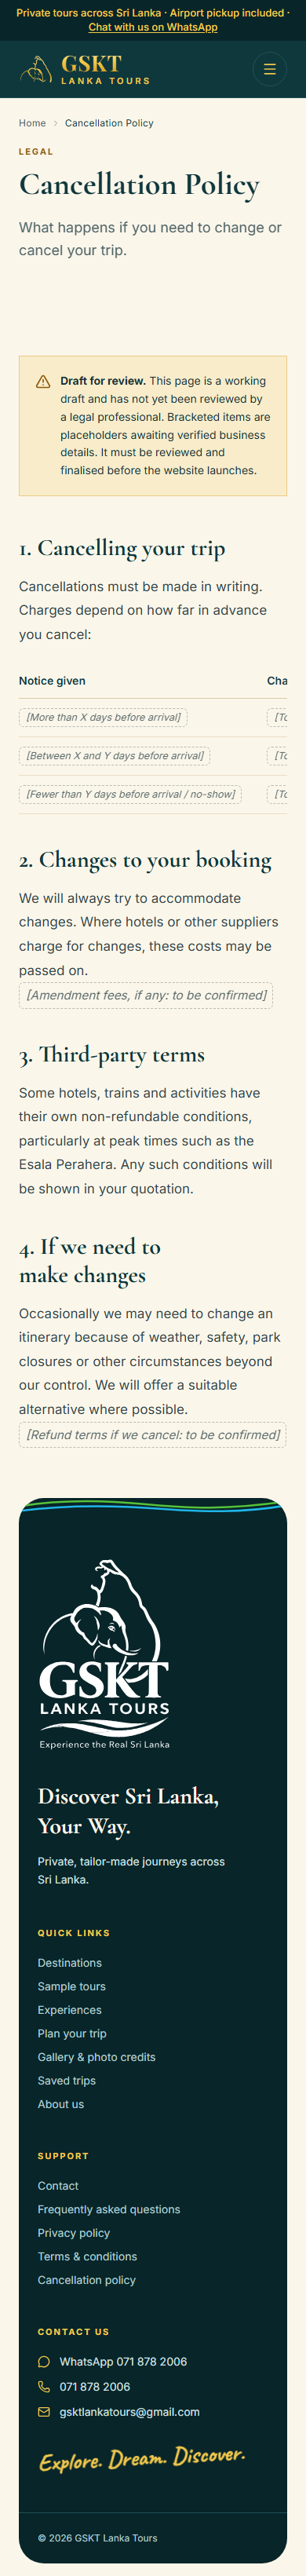 Private tours across Sri Lanka · Airport pickup included ·
Chat with us on WhatsApp
GSKT
LANKA TOURS
Home > Cancellation Policy
LEGAL
Cancellation Policy
What happens if you need to change or
cancel your trip.
Draft for review. This page is a working
draft and has not yet been reviewed by
a legal professional. Bracketed items are
placeholders awaiting verified business
details. It must be reviewed and
finalised before the website launches.
1. Cancelling your trip
Cancellations must be made in writing.
Charges depend on how far in advance
you cancel:
Notice given
[More than X days before arrival]
[Between X and Y days before arrival]
[Fewer than Y days before arrival / no-show]
2. Changes to your booking
We will always try to accommodate
changes. Where hotels or other suppliers
charge for changes, these costs may be
passed on.
[Amendment fees, if any: to be confirmed]
3. Third-party terms
Some hotels, trains and activities have
their own non-refundable conditions,
particularly at peak times such as the
Esala Perahera. Any such conditions will
be shown in your quotation.
4. If we need to
make changes
Occasionally we may need to change an
itinerary because of weather, safety, park
closures or other circumstances beyond
our control. We will offer a suitable
alternative where possible.
[Refund terms if we cancel: to be confirmed]
GSKT
LANKA TOURS
Experience the Real Sri Lanka
Discover Sri Lanka,
Your Way.
Private, tailor-made journeys across
Sri Lanka.
QUICK LINKS
Destinations
Sample tours
Experiences
Plan your trip
Gallery & photo credits
Saved trips
About us
SUPPORT
Contact
Frequently asked questions
Privacy policy
Terms & conditions
Cancellation policy
CONTACT US
WhatsApp 071 878 2006
071 878 2006
gsktlankatours@gmail.com
Explore. Dream. Discover.
© 2026 GSKT Lanka Tours